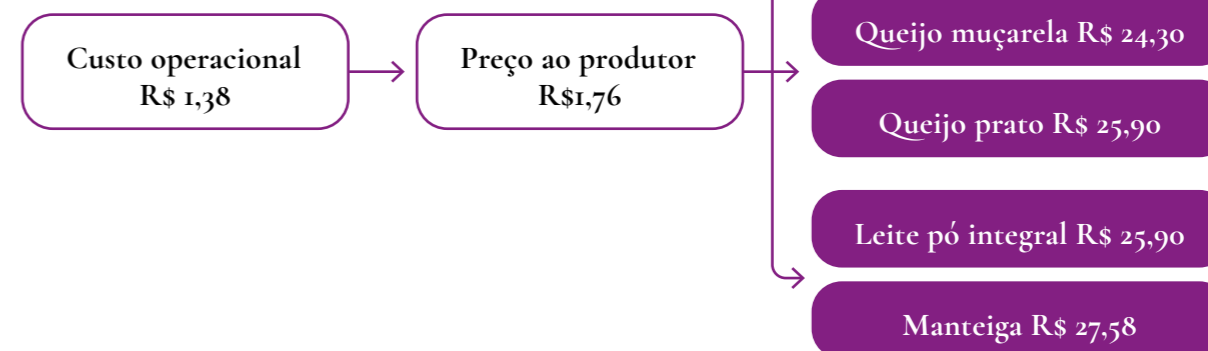 Custo operacional
R$ 1,38
Preço ao produtor
R$1,76
Queijo muçarela R$ 24,30
Queijo prato R$ 25,90
Leite pó integral R$ 25,90
Manteiga R$ 27,58